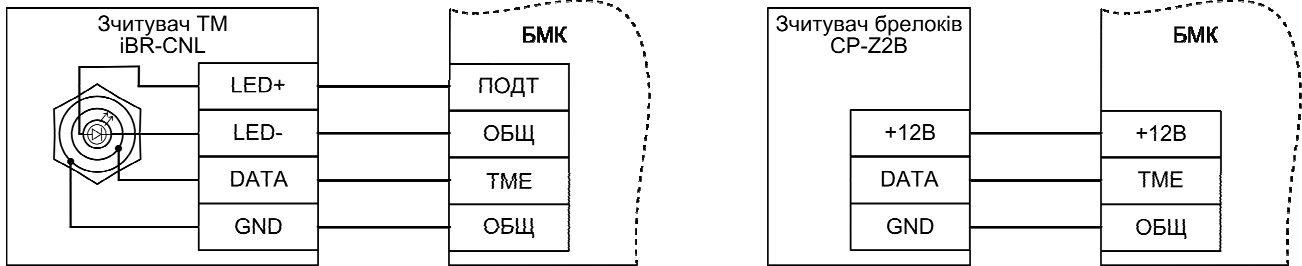 Зчитувач ТМ
iBR-CNL
БМК
LED+
ПОДТ
LED-
ОБЩ
DATA
TME
GND
ОБЩ
Зчитувач брелоків
CP-Z2B
БМК
+12В
+12В
DATA
TME
GND
ОБЩ